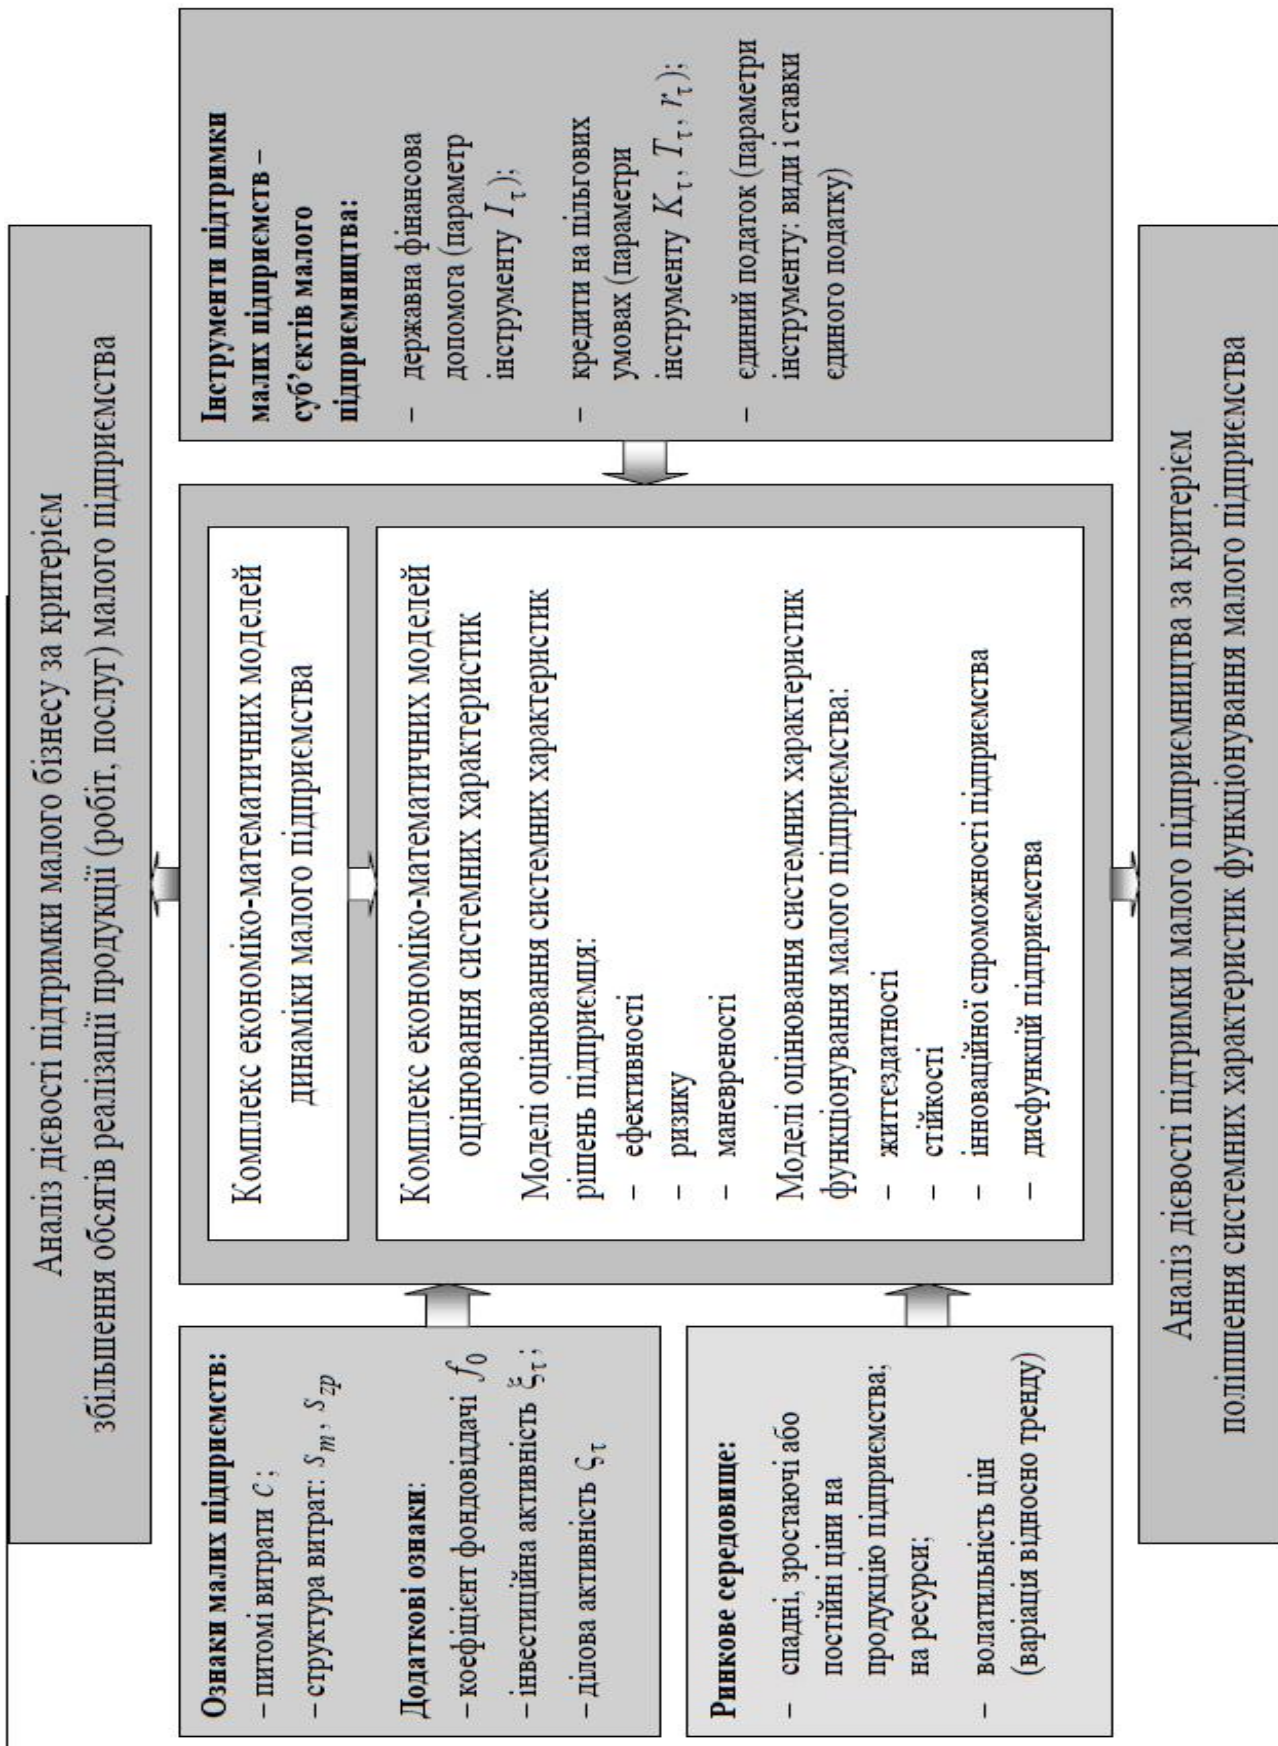 Аналіз дієвості підтримки малого бізнесу за критерієм
збільшення обсягів реалізації продукції (робіт, послуг) малого підприємства
Ознаки малих підприємств:
– питомі витрати c ;
– структура витрат: s_m , s_zp
Додаткові ознаки:
– коефіцієнт фондовіддачі f_0
– інвестиційна активність ξ_τ ;
– ділова активність ς_τ
Ринкове середовище:
– спадні, зростаючі або
постійні ціни на
продукцію підприємства;
на ресурси;
– волатильність цін
(варіація відносно тренду)
Комплекс економіко-математичних моделей
динаміки малого підприємства
Комплекс економіко-математичних моделей
оцінювання системних характеристик
Моделі оцінювання системних характеристик
рішень підприємця:
– ефективності
– ризику
– маневреності
Моделі оцінювання системних характеристик
функціонування малого підприємства:
– життєздатності
– стійкості
– інноваційної спроможності підприємства
– дисфункцій підприємства
Інструменти підтримки
малих підприємств –
суб’єктів малого
підприємництва:
– державна фінансова
допомога (параметр
інструменту I_τ );
– кредити на пільгових
умовах (параметри
інструменту K_τ , T_τ , r_τ );
– єдиний податок (параметри
інструменту: види і ставки
єдиного податку)
Аналіз дієвості підтримки малого підприємництва за критерієм
поліпшення системних характеристик функціонування малого підприємства